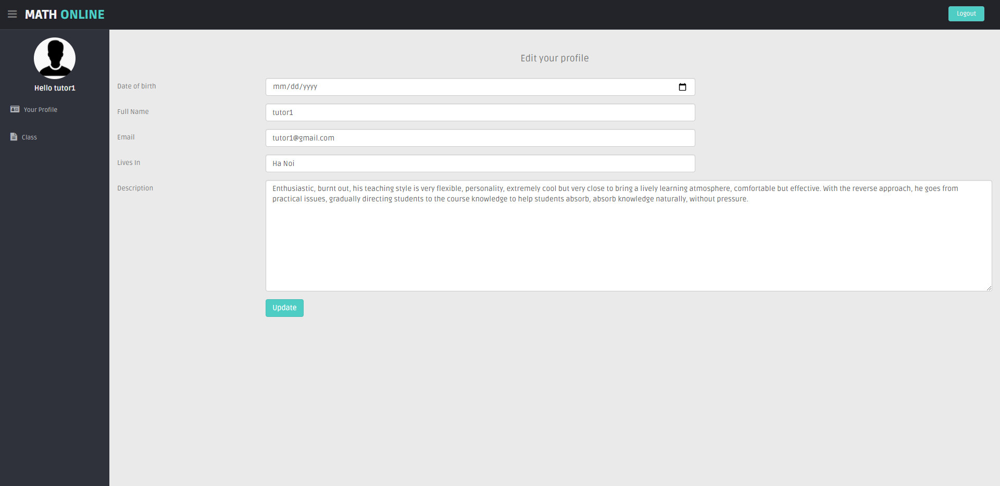 MATH ONLINE
Logout
Hello tutor1
Your Profile
Class
Edit your profile
Date of birth
mm/dd/yyyy
Full Name
tutor1
Email
tutor1@gmail.com
Lives In
Ha Noi
Description
Enthusiastic, burnt out, his teaching style is very flexible, personality, extremely cool but very close to bring a lively learning atmosphere, comfortable but effective. With the reverse approach, he goes from
practical issues, gradually directing students to the course knowledge to help students absorb, absorb knowledge naturally, without pressure.
Update